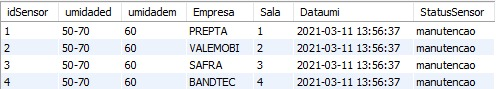 idSensor umidaded umidadem Empresa Sala Dataumi StatusSensor
1 50-70 60 PREPTA 1 2021-03-11 13:56:37 manutencao
2 50-70 60 VALEMOBI 2 2021-03-11 13:56:37 manutencao
3 50-70 60 SAFRA 3 2021-03-11 13:56:37 manutencao
4 50-70 60 BANDTEC 4 2021-03-11 13:56:37 manutencao